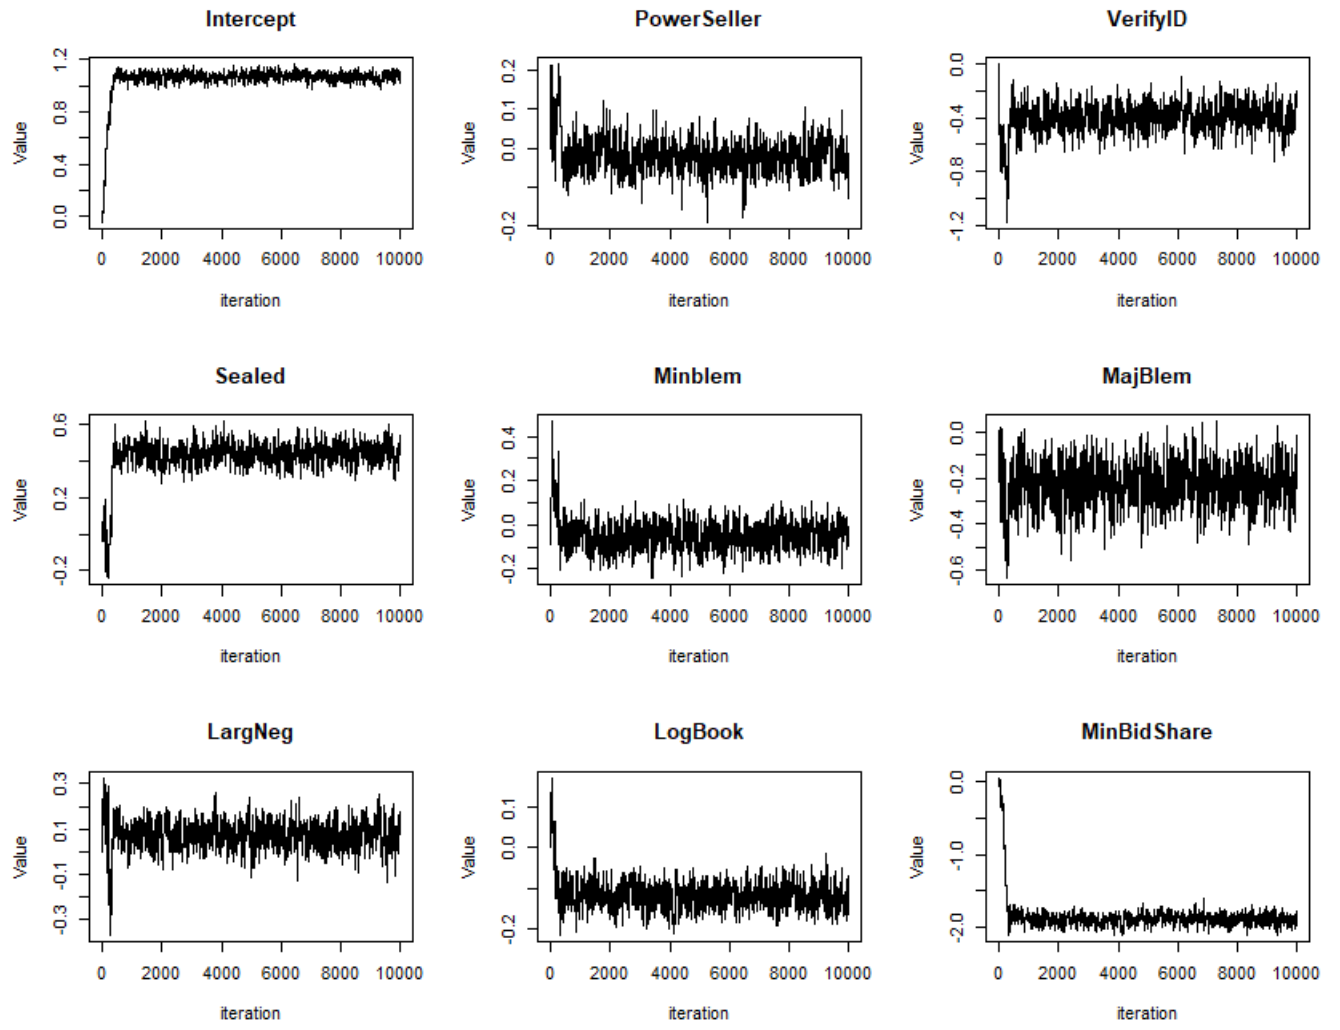 Intercept PowerSeller VerifyID
Value 0.0 0.4 0.8 1.2
Value -0.2 0.0 0.1 0.2
Value -1.2 -0.8 -0.4 0.0
0 2000 4000 6000 8000 10000 0 2000 4000 6000 8000 10000 0 2000 4000 6000 8000 10000
iteration iteration iteration
Sealed Minblem MajBlem
Value -0.2 0.2 0.6
Value -0.2 0.0 0.2 0.4
Value -0.6 -0.4 -0.2 0.0
0 2000 4000 6000 8000 10000 0 2000 4000 6000 8000 10000 0 2000 4000 6000 8000 10000
iteration iteration iteration
LargNeg LogBook MinBidShare
Value -0.3 -0.1 0.1 0.3
Value -0.2 0.0 0.1
Value -2.0 -1.0 0.0
0 2000 4000 6000 8000 10000 0 2000 4000 6000 8000 10000 0 2000 4000 6000 8000 10000
iteration iteration iteration